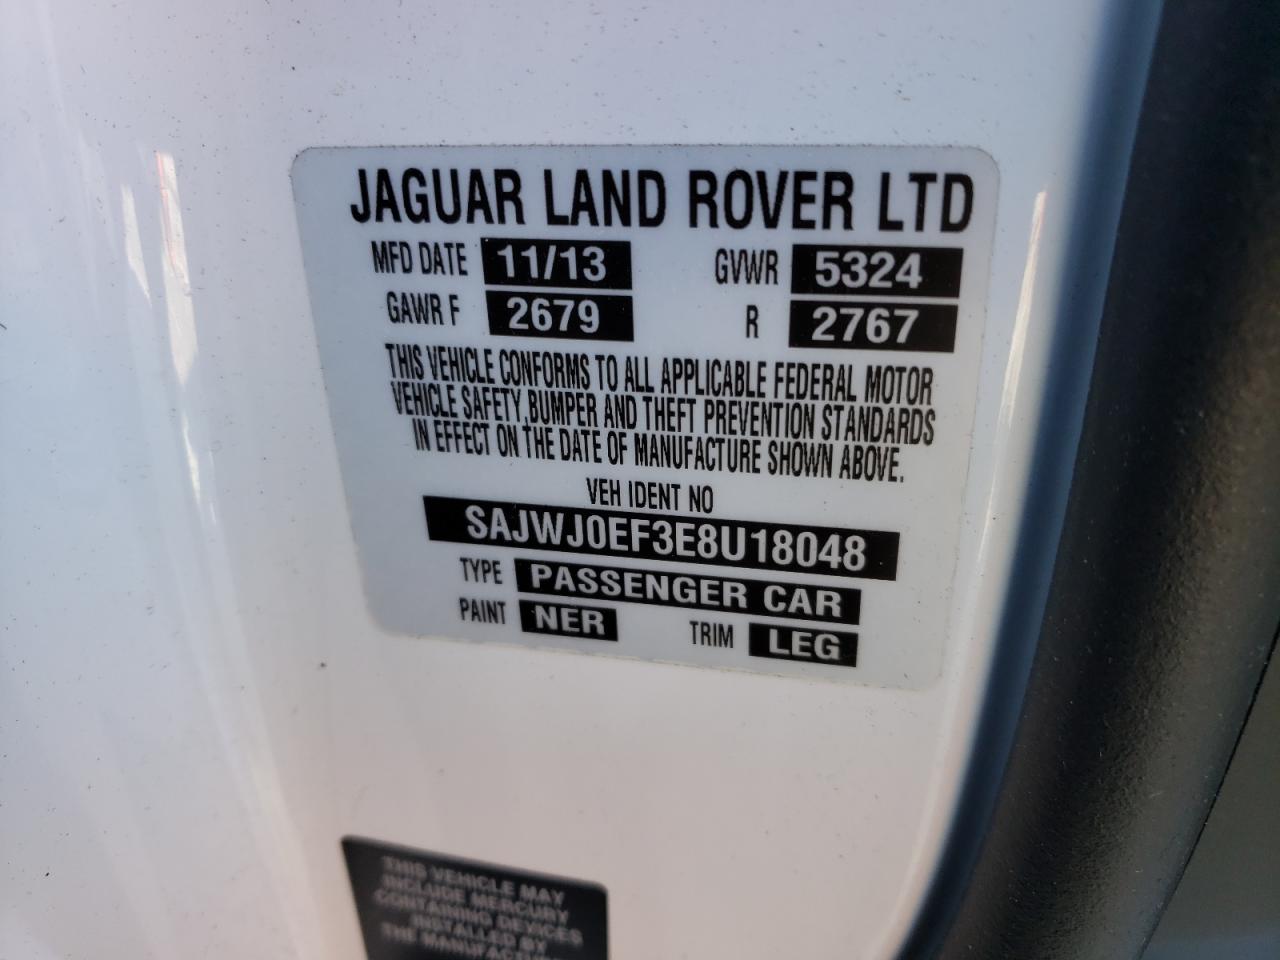 JAGUAR LAND ROVER LTD
MFD DATE 11/13 GVWR 5324
GAWR F 2679 R 2767
THIS VEHICLE CONFORMS TO ALL APPLICABLE FEDERAL MOTOR
VEHICLE SAFETY,BUMPER AND THEFT PREVENTION STANDARDS
IN EFFECT ON THE DATE OF MANUFACTURE SHOWN ABOVE.
VEH IDENT NO
SAJWJ0EF3E8U18048
TYPE PASSENGER CAR
PAINT NER TRIM LEG
THIS VEHICLE MAY
INCLUDE MERCURY
CONTAINING DEVICES
INSTALLED BY
THE